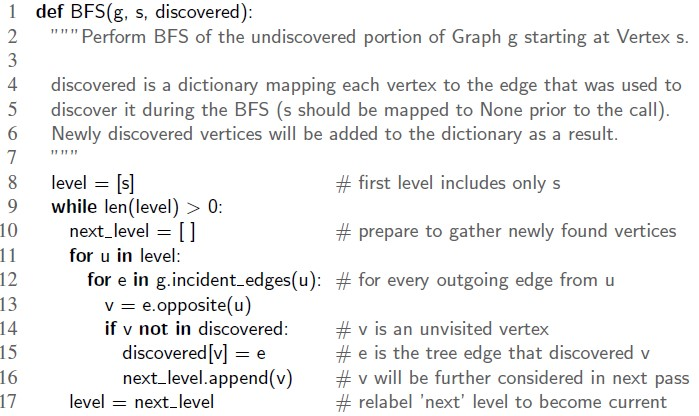 1 def BFS(g, s, discovered):
2 """Perform BFS of the undiscovered portion of Graph g starting at Vertex s.
3
4 discovered is a dictionary mapping each vertex to the edge that was used to
5 discover it during the BFS (s should be mapped to None prior to the call).
6 Newly discovered vertices will be added to the dictionary as a result.
7 """
8 level = [s] # first level includes only s
9 while len(level) > 0:
10 next_level = [ ] # prepare to gather newly found vertices
11 for u in level:
12 for e in g.incident_edges(u): # for every outgoing edge from u
13 v = e.opposite(u)
14 if v not in discovered: # v is an unvisited vertex
15 discovered[v] = e # e is the tree edge that discovered v
16 next_level.append(v) # v will be further considered in next pass
17 level = next_level # relabel 'next' level to become current